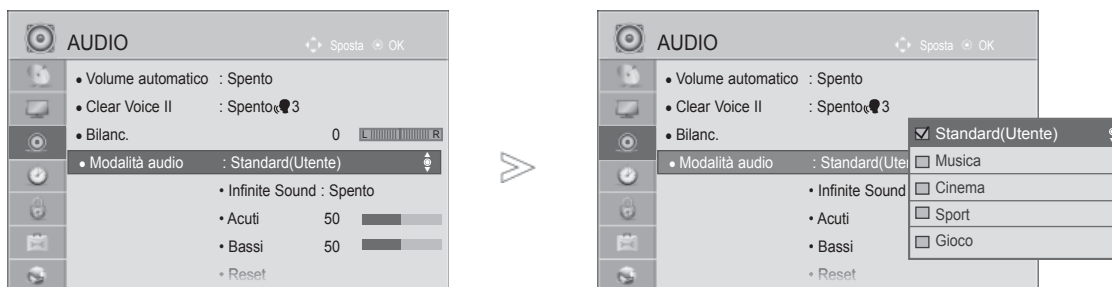 AUDIO
Sposta OK
• Volume automatico : Spento
• Clear Voice II : Spento 3
• Bilanc. 0 L R
• Modalità audio : Standard(Utente)
• Infinite Sound : Spento
• Acuti 50
• Bassi 50
• Reset
AUDIO
Sposta OK
• Volume automatico : Spento
• Clear Voice II : Spento 3
• Bilanc.
• Modalità audio : Standard(Uten
• Infinite Sound
• Acuti
• Bassi
• Reset
Standard(Utente)
Musica
Cinema
Sport
Gioco